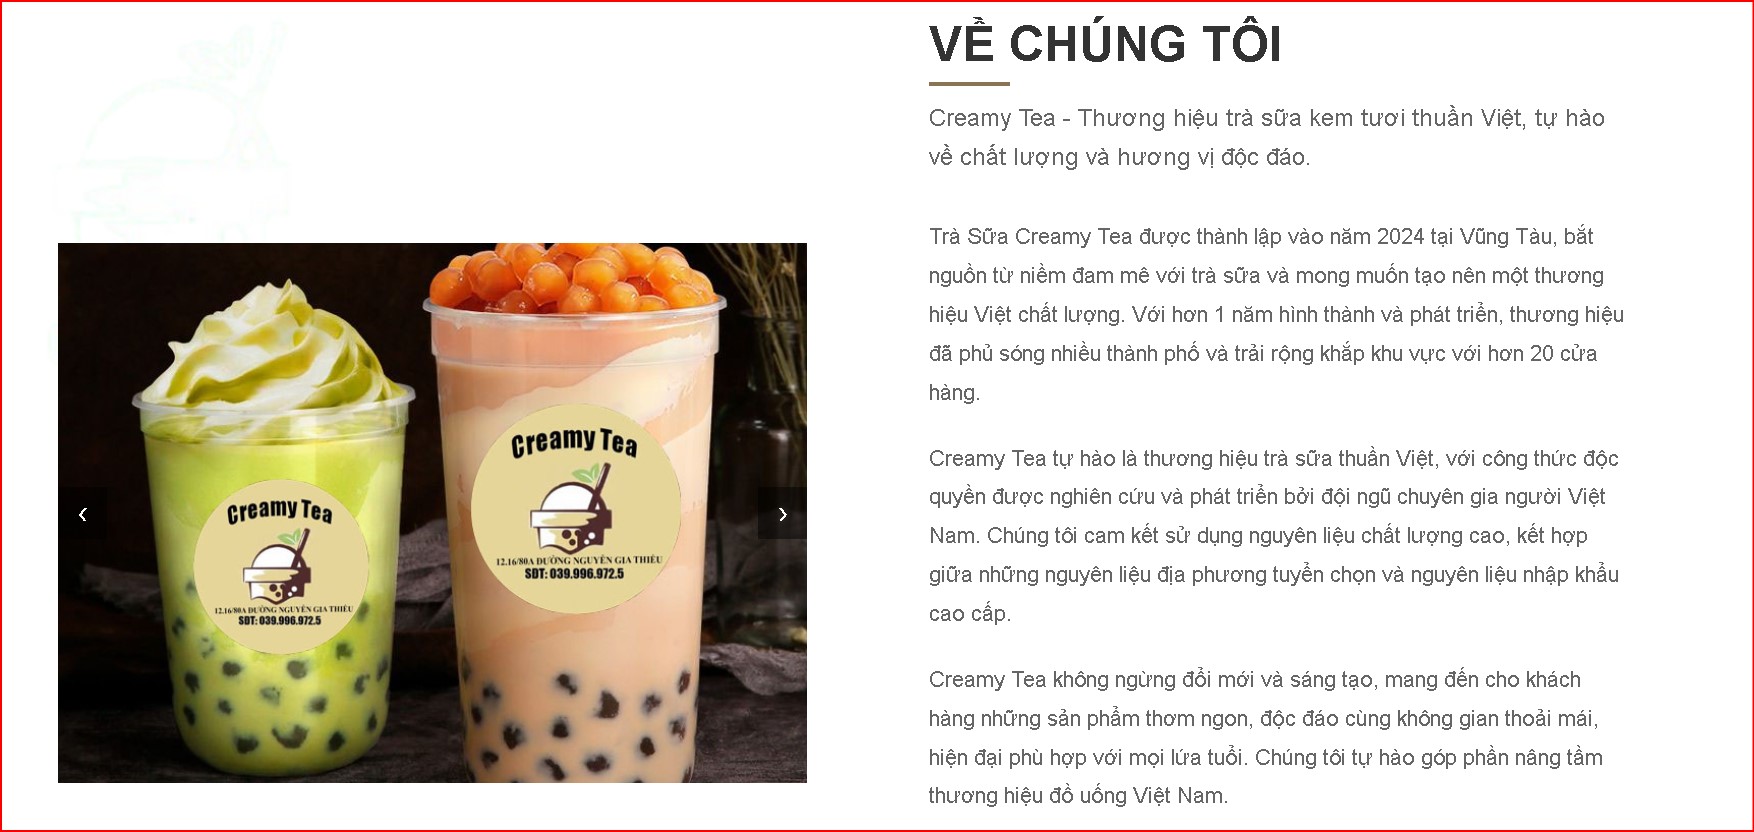 VỀ CHÚNG TÔI
Creamy Tea - Thương hiệu trà sữa kem tươi thuần Việt, tự hào
về chất lượng và hương vị độc đáo.
Trà Sữa Creamy Tea được thành lập vào năm 2024 tại Vũng Tàu, bắt
nguồn từ niềm đam mê với trà sữa và mong muốn tạo nên một thương
hiệu Việt chất lượng. Với hơn 1 năm hình thành và phát triển, thương hiệu
đã phủ sóng nhiều thành phố và trải rộng khắp khu vực với hơn 20 cửa
hàng.
Creamy Tea tự hào là thương hiệu trà sữa thuần Việt, với công thức độc
quyền được nghiên cứu và phát triển bởi đội ngũ chuyên gia người Việt
Nam. Chúng tôi cam kết sử dụng nguyên liệu chất lượng cao, kết hợp
giữa những nguyên liệu địa phương tuyển chọn và nguyên liệu nhập khẩu
cao cấp.
Creamy Tea không ngừng đổi mới và sáng tạo, mang đến cho khách
hàng những sản phẩm thơm ngon, độc đáo cùng không gian thoải mái,
hiện đại phù hợp với mọi lứa tuổi. Chúng tôi tự hào góp phần nâng tầm
thương hiệu đồ uống Việt Nam.
Creamy Tea
12.16/80A ĐƯỜNG NGUYỄN GIA THIỀU
SĐT: 039.996.972.5
Creamy Tea
12.16/80A ĐƯỜNG NGUYỄN GIA THIỀU
SĐT: 039.996.972.5